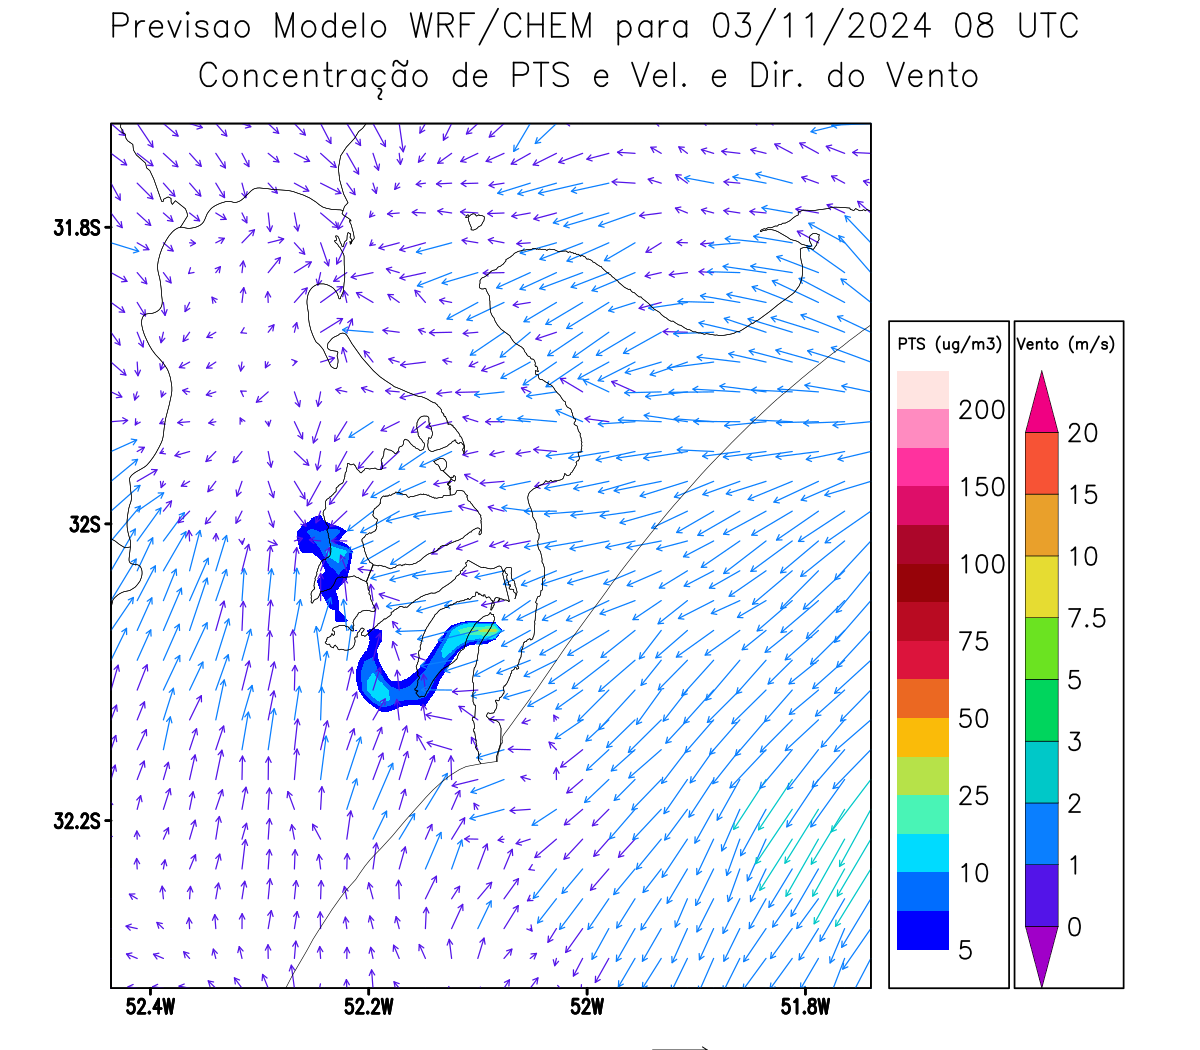 Previsao Modelo WRF/CHEM para 03/11/2024 08 UTC
Concentração de PTS e Vel. e Dir. do Vento
31.8S
32S
32.2S
52.4W
52.2W
52W
51.8W
PTS (ug/m3)
200
150
100
75
50
25
10
5
Vento (m/s)
20
15
10
7.5
5
3
2
1
0